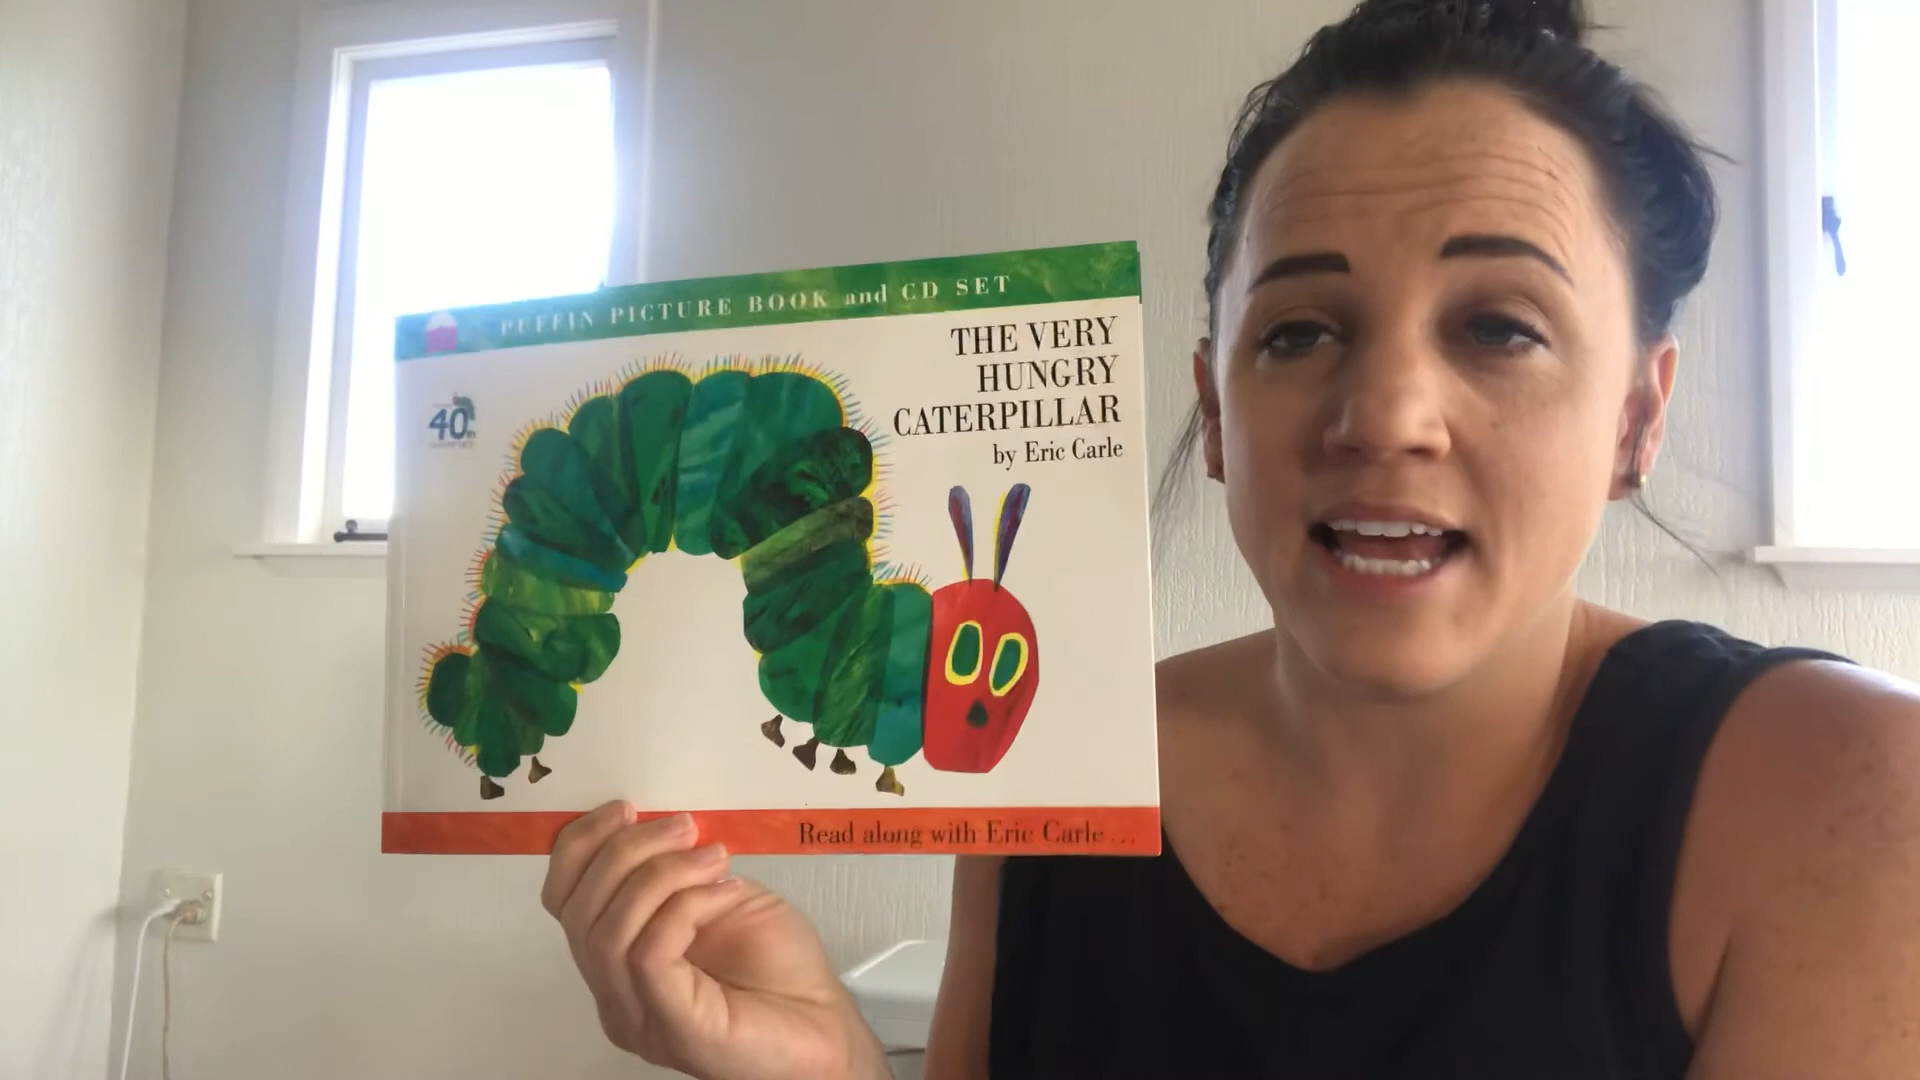 PUFFIN PICTURE BOOK and CD SET
THE VERY
HUNGRY
CATERPILLAR
by Eric Carle
40th
Read along with Eric Carle...